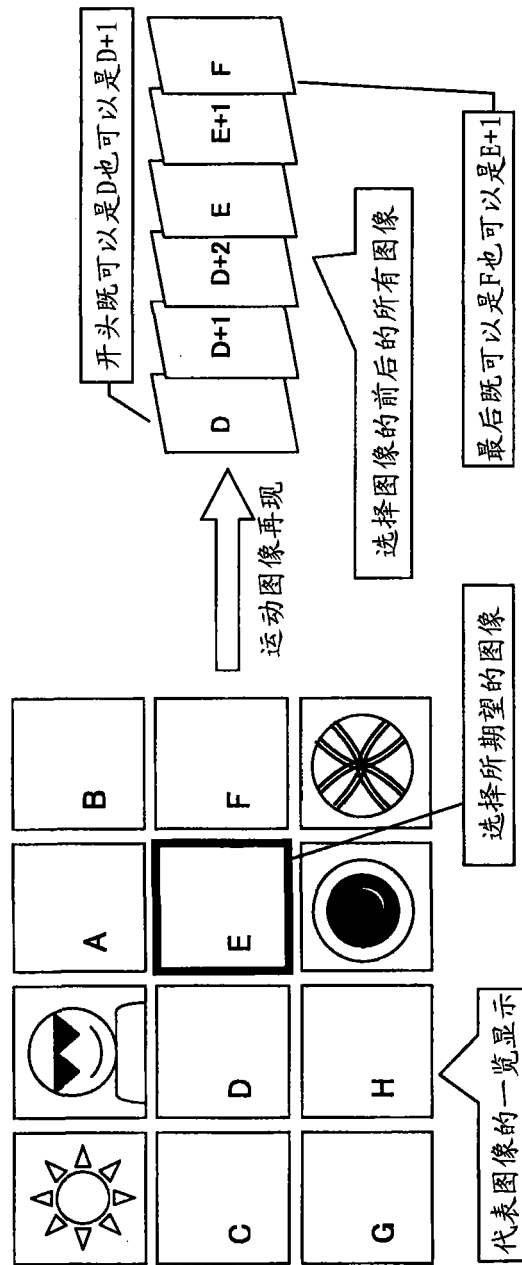 开头既可以是D也可以是D+1
D
D+1
D+2
E
E+1
F
运动图像再现
选择图像的前后的所有图像
最后既可以是F也可以是E+1
A
B
C
D
E
F
G
H
选择所期望的图像
代表图像的一览显示